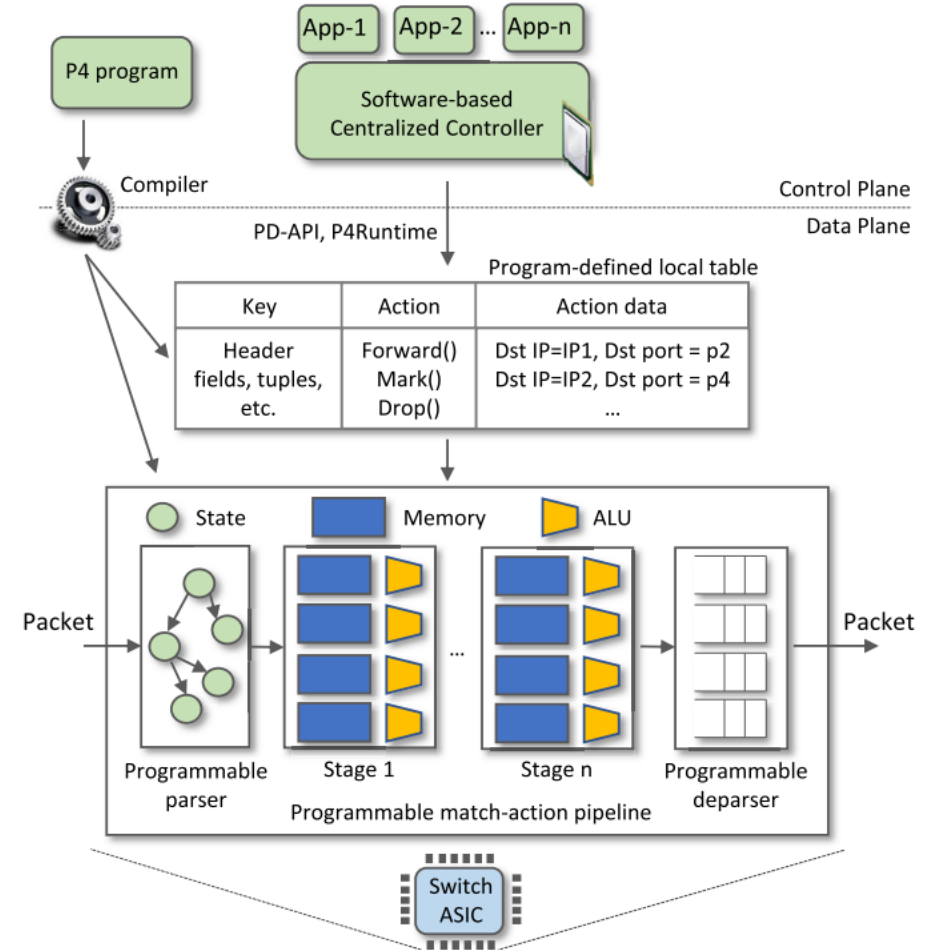 App-1
App-2
...
App-n
P4 program
Software-based
Centralized Controller
Compiler
Control Plane
Data Plane
PD-API, P4Runtime
Program-defined local table
Key
Action
Action data
Header
fields, tuples,
etc.
Forward()
Mark()
Drop()
Dst IP=IP1, Dst port = p2
Dst IP=IP2, Dst port = p4
...
State
Memory
ALU
Packet
...
Packet
Programmable
parser
Stage 1
Stage n
Programmable
deparser
Programmable match-action pipeline
Switch
ASIC